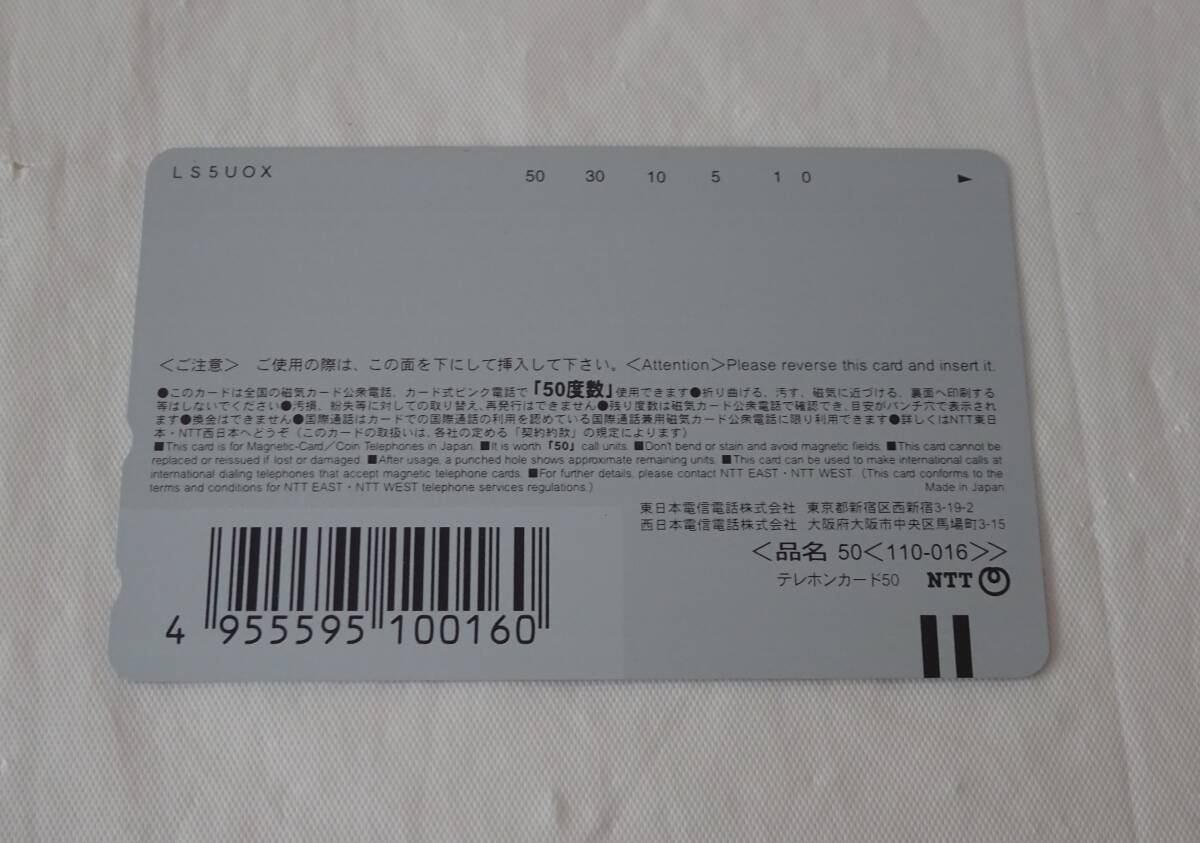 LS5UOX
50 30 10 5 1 0 ►
＜ご注意＞ ご使用の際は、この面を下にして挿入して下さい。＜Attention＞Please reverse this card and insert it.
●このカードは全国の磁気カード公衆電話、カード式ピンク電話で「50度数」使用できます●折り曲げる、汚す、磁気に近づける、裏面へ印刷する
等はしないでください●汚損、紛失等に対しての取り替え、再発行はできません●残り度数は磁気カード公衆電話で確認でき、目安がパンチ穴で表示され
ます●換金はできません●国際通話はカードでの国際通話の利用を認めている国際通話兼用磁気カード公衆電話に限り利用できます●詳しくはNTT東日
本・NTT西日本へどうぞ（このカードの取扱いは、各社の定める「契約約款」の規定によります）
■This card is for Magnetic-Card／Coin Telephones in Japan. ■It is worth「50」call units. ■Don't bend or stain and avoid magnetic fields. ■This card cannot be
replaced or reissued if lost or damaged. ■After usage, a punched hole shows approximate remaining units. ■This card can be used to make international calls at
international dialing telephones that accept magnetic telephone cards. ■For further details, please contact NTT EAST・NTT WEST. (This card conforms to the
terms and conditions for NTT EAST・NTT WEST telephone services regulations.) Made in Japan
東日本電信電話株式会社 東京都新宿区西新宿3-19-2
西日本電信電話株式会社 大阪府大阪市中央区馬場町3-15
＜品名 50＜110-016＞＞
テレホンカード50 NTT
4 955595 100160